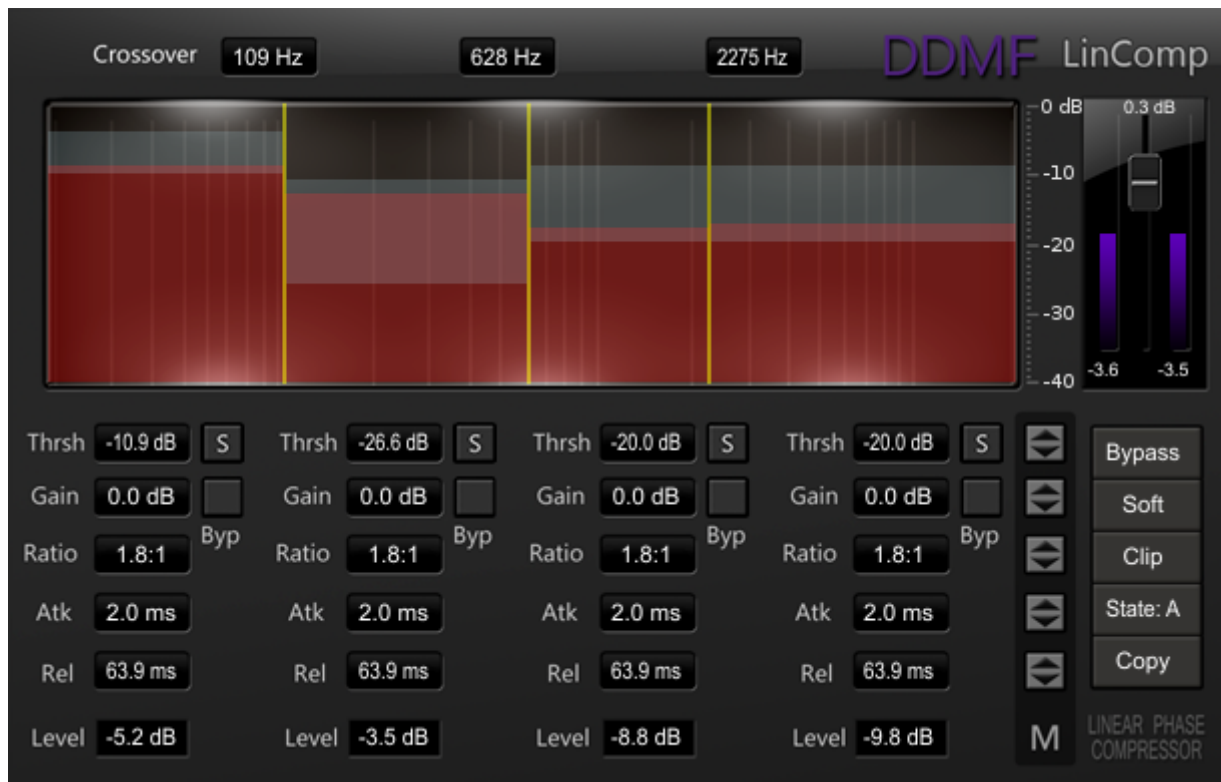 Crossover 109 Hz 628 Hz 2275 Hz DDMF LinComp
0 dB 0.3 dB
-10
-20
-30
-40 -3.6 -3.5
Thrsh -10.9 dB S Thrsh -26.6 dB S Thrsh -20.0 dB S Thrsh -20.0 dB S Bypass
Gain 0.0 dB Gain 0.0 dB Gain 0.0 dB Gain 0.0 dB Soft
Byp Byp Byp Byp
Ratio 1.8:1 Ratio 1.8:1 Ratio 1.8:1 Ratio 1.8:1 Clip
Atk 2.0 ms Atk 2.0 ms Atk 2.0 ms Atk 2.0 ms State: A
Rel 63.9 ms Rel 63.9 ms Rel 63.9 ms Rel 63.9 ms Copy
Level -5.2 dB Level -3.5 dB Level -8.8 dB Level -9.8 dB M LINEAR PHASE
COMPRESSOR